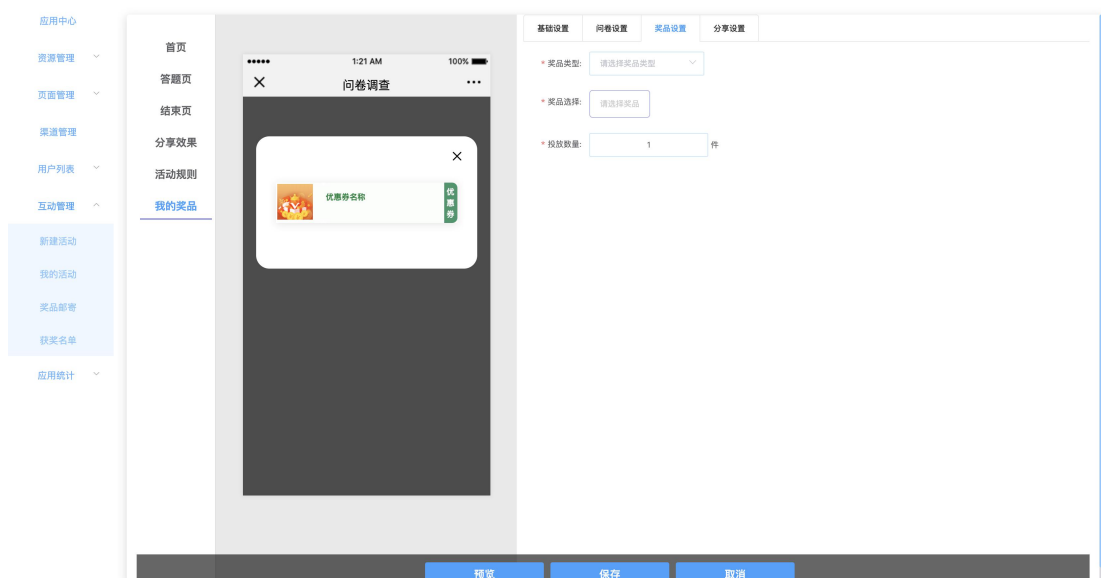 应用中心
资源管理
页面管理
渠道管理
用户列表
互动管理
新建活动
我的活动
奖品邮寄
获奖名单
应用统计
首页
答题页
结束页
分享效果
活动规则
我的奖品
1:21 AM 100%
问卷调查
优惠券名称
优惠券
基础设置 问卷设置 奖品设置 分享设置
* 奖品类型: 请选择奖品类型
* 奖品选择: 请选择奖品
* 投放数量: 1 件
预览 保存 取消